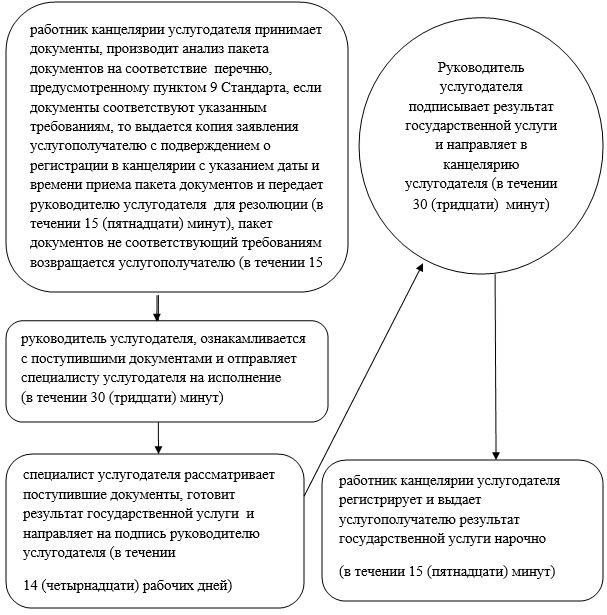 работник канцелярии услугодателя принимает
документы, производит анализ пакета
документов на соответствие перечню,
предусмотренному пунктом 9 Стандарта, если
документы соответствуют указанным
требованиям, то выдается копия заявления
услугополучателю с подтверждением о
регистрации в канцелярии с указанием даты и
времени приема пакета документов и передает
руководителю услугодателя для резолюции (в
течении 15 (пятнадцати) минут), пакет
документов не соответствующий требованиям
возвращается услугополучателю (в течении 15
руководитель услугодателя, ознакамливается
с поступившими документами и отправляет
специалисту услугодателя на исполнение
(в течении 30 (тридцати) минут)
специалист услугодателя рассматривает
поступившие документы, готовит
результат государственной услуги и
направляет на подпись руководителю
услугодателя (в течении
14 (четырнадцати) рабочих дней)
Руководитель
услугодателя
подписывает результат
государственной услуги
и направляет в
канцелярию
услугодателя (в течении
30 (тридцати) минут)
работник канцелярии услугодателя
регистрирует и выдает
услугополучателю результат
государственной услуги нарочно
(в течении 15 (пятнадцати) минут)